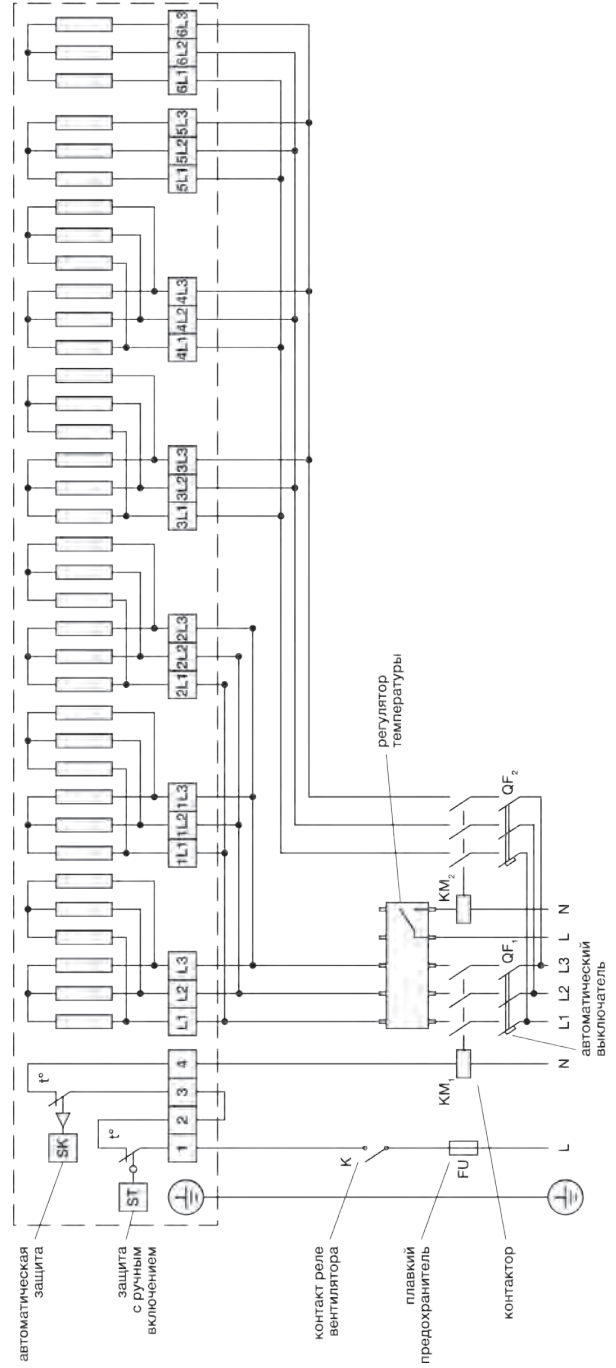 автоматическая
защита
защита
с ручным
включением
SK
t°
ST
t°
1
2
3
4
L1
L2
L3
1L1
1L2
1L3
2L1
2L2
2L3
3L1
3L2
3L3
4L1
4L2
4L3
5L1
5L2
5L3
6L1
6L2
6L3
контакт реле
вентилятора
K
регулятор
температуры
плавкий
предохранитель
FU
контактор
KM1
KM2
QF1
QF2
L
N
L1
L2
L3
L
N
автоматический
выключатель